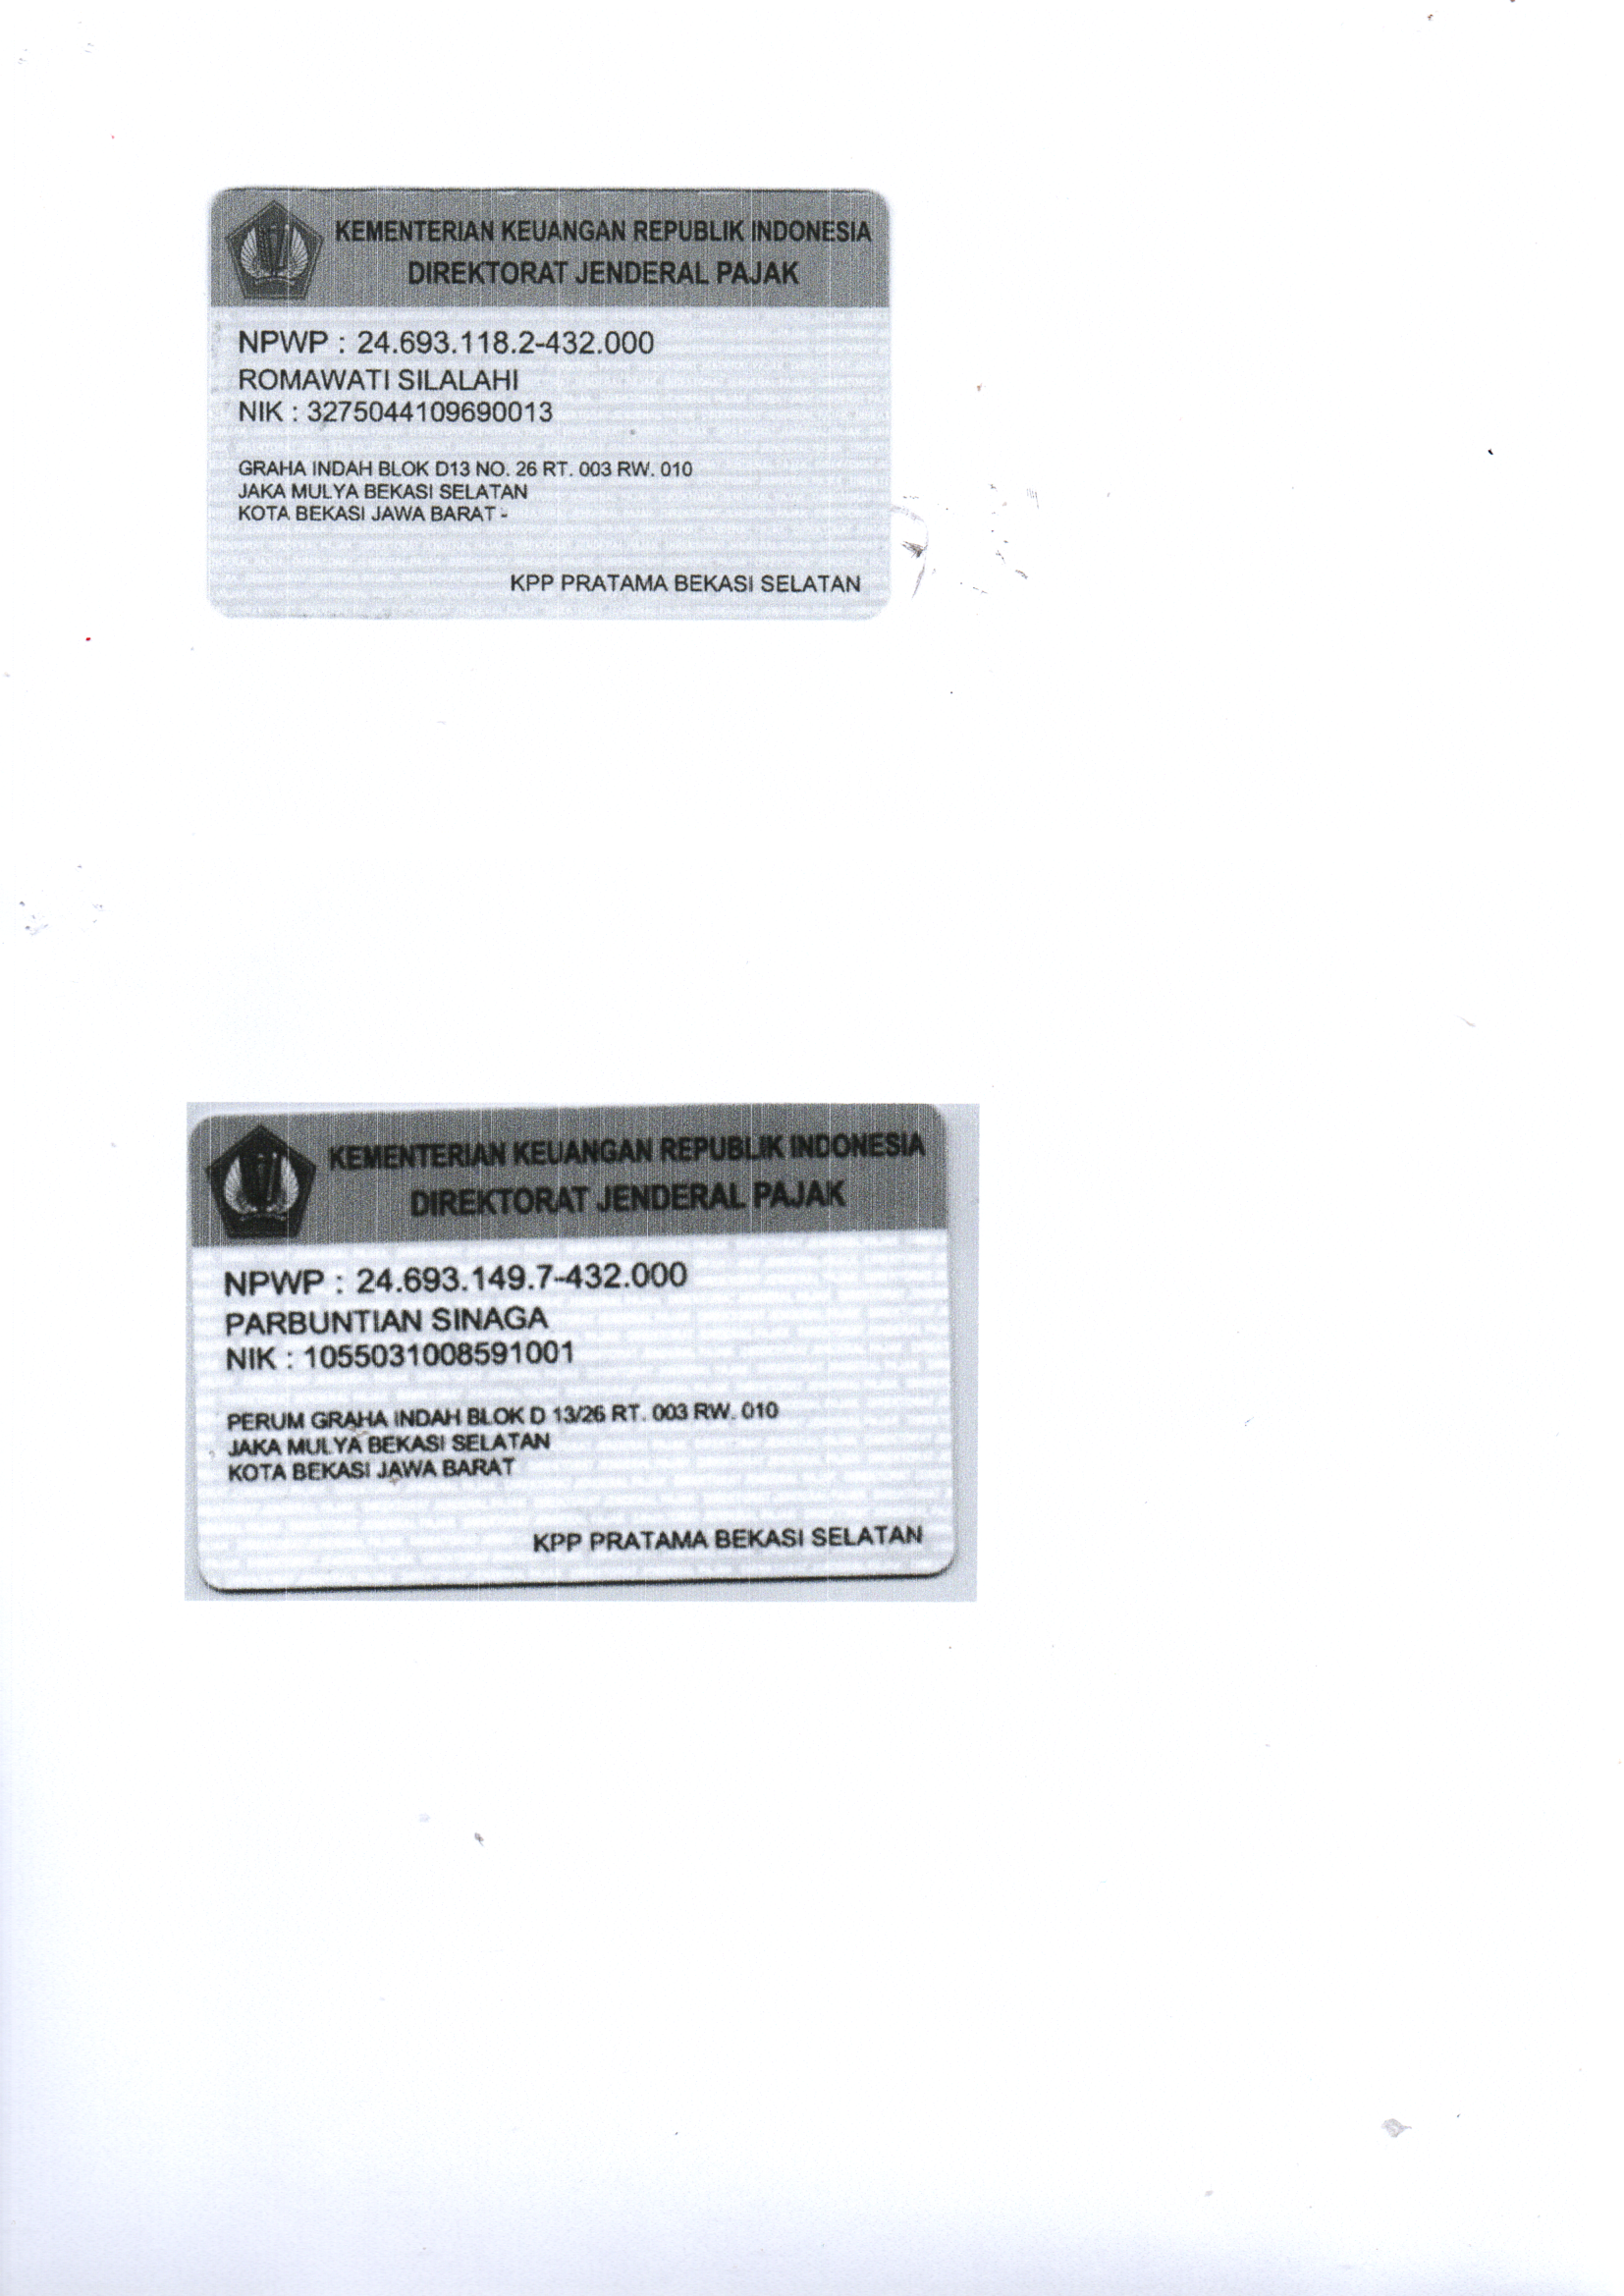 KEMENTERIAN KEUANGAN REPUBLIK INDONESIA
DIREKTORAT JENDERAL PAJAK
NPWP : 24.693.118.2-432.000
ROMAWATI SILALAHI
NIK : 3275044109690013
GRAHA INDAH BLOK D13 NO. 26 RT. 003 RW. 010
JAKA MULYA BEKASI SELATAN
KOTA BEKASI JAWA BARAT -
KPP PRATAMA BEKASI SELATAN
KEMENTERIAN KEUANGAN REPUBLIK INDONESIA
DIREKTORAT JENDERAL PAJAK
NPWP : 24.693.149.7-432.000
PARBUNTIAN SINAGA
NIK : 1055031008591001
PERUM GRAHA INDAH BLOK D 13/26 RT. 003 RW. 010
JAKA MULYA BEKASI SELATAN
KOTA BEKASI JAWA BARAT
KPP PRATAMA BEKASI SELATAN